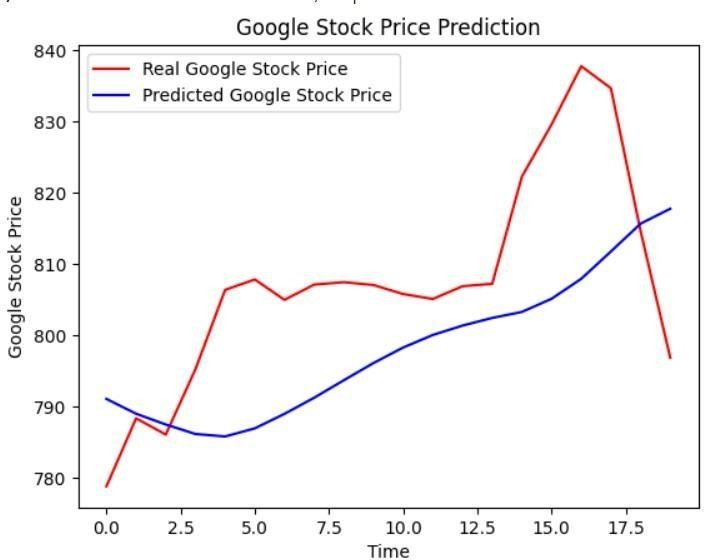 Google Stock Price Prediction
Real Google Stock Price
Predicted Google Stock Price
840
830
820
810
800
790
780
Google Stock Price
0.0 2.5 5.0 7.5 10.0 12.5 15.0 17.5
Time